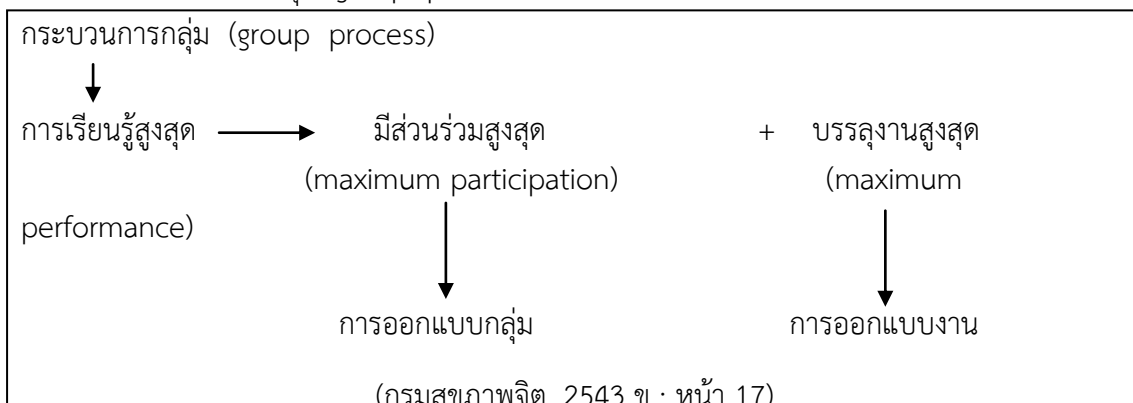 กระบวนการกลุ่ม (group process)
การเรียนรู้สูงสุด มีส่วนร่วมสูงสุด + บรรลุงานสูงสุด
(maximum participation) (maximum
performance)
การออกแบบกลุ่ม การออกแบบงาน
(กรมสุขภาพจิต 2543 ข : หน้า 17)